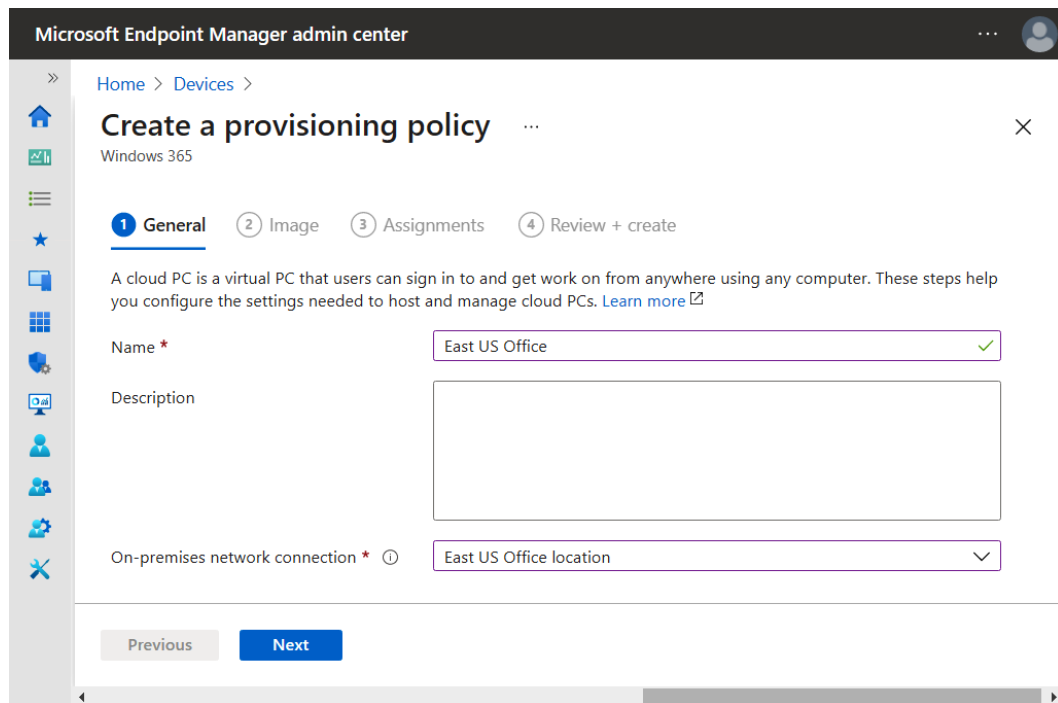 Microsoft Endpoint Manager admin center
Home > Devices >
Create a provisioning policy ...
Windows 365
1 General 2 Image 3 Assignments 4 Review + create
A cloud PC is a virtual PC that users can sign in to and get work on from anywhere using any computer. These steps help
you configure the settings needed to host and manage cloud PCs. Learn more
Name * East US Office
Description
On-premises network connection * East US Office location
Previous Next